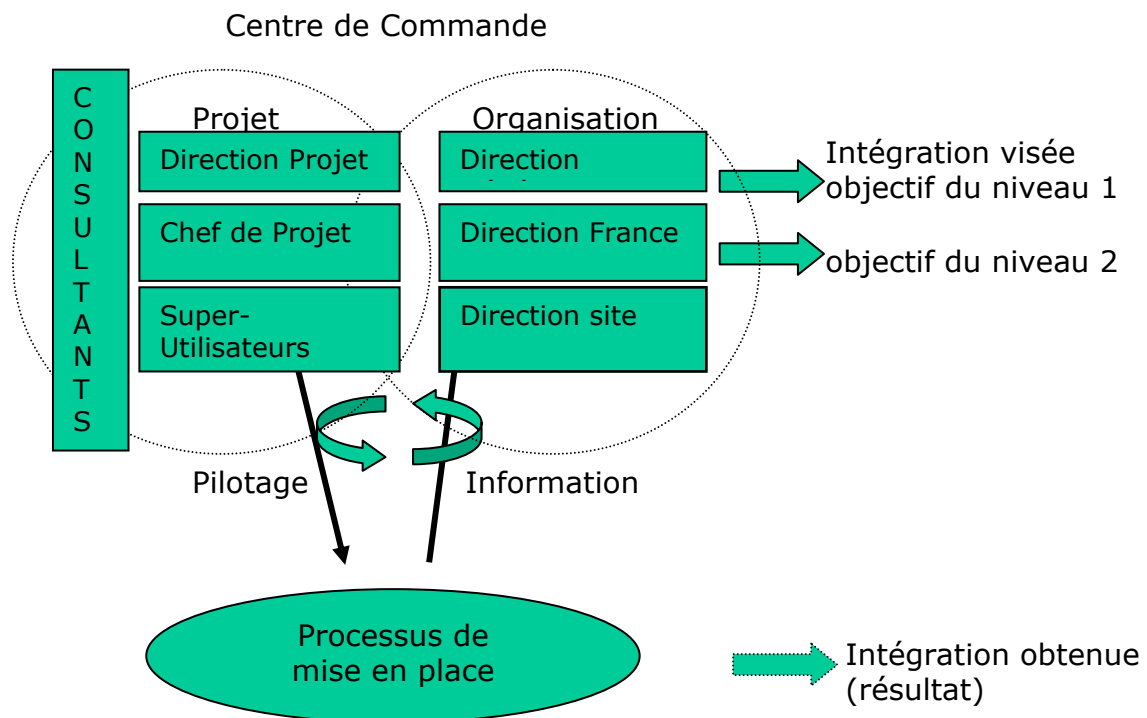 Centre de Commande
CONSULTANTS
Projet
Organisation
Direction Projet
Direction
Intégration visée
objectif du niveau 1
Chef de Projet
Direction France
objectif du niveau 2
Super-
Utilisateurs
Direction site
Pilotage
Information
Processus de
mise en place
Intégration obtenue
(résultat)